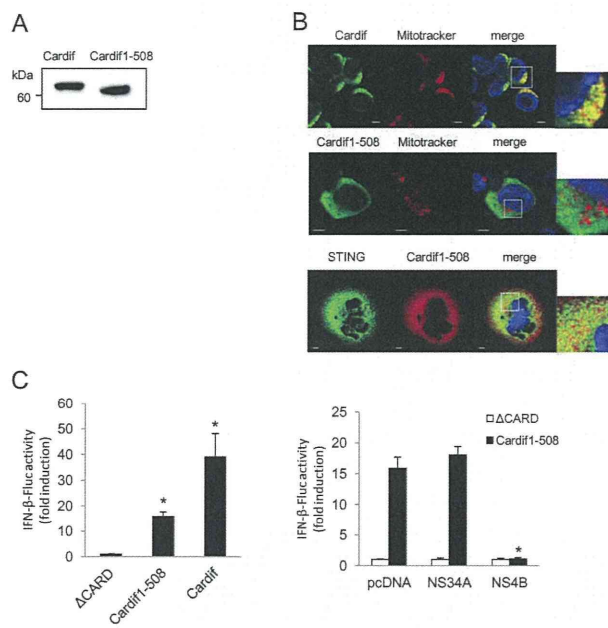 A
Cardif Cardif1-508
kDa
60
B
Cardif Mitotracker merge
Cardif1-508 Mitotracker merge
STING Cardif1-508 merge
C
IFN-β-Fluc activity
(fold induction)
60
50
40
30
20
10
0
*
*
ΔCARD
Cardif1-508
Cardif
IFN-β-Fluc activity
(fold induction)
25
20
15
10
5
0
□ΔCARD
■Cardif1-508
*
pcDNA NS34A NS4B